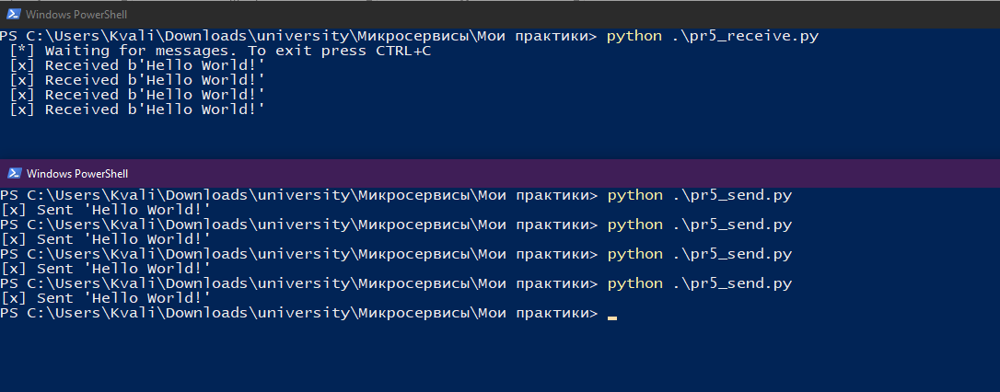 Windows PowerShell
PS C:\Users\Kvali\Downloads\university\Микросервисы\Мои практики> python .\pr5_receive.py
[*] Waiting for messages. To exit press CTRL+C
[x] Received b'Hello World!'
[x] Received b'Hello World!'
[x] Received b'Hello World!'
[x] Received b'Hello World!'
Windows PowerShell
PS C:\Users\Kvali\Downloads\university\Микросервисы\Мои практики> python .\pr5_send.py
[x] Sent 'Hello World!'
PS C:\Users\Kvali\Downloads\university\Микросервисы\Мои практики> python .\pr5_send.py
[x] Sent 'Hello World!'
PS C:\Users\Kvali\Downloads\university\Микросервисы\Мои практики> python .\pr5_send.py
[x] Sent 'Hello World!'
PS C:\Users\Kvali\Downloads\university\Микросервисы\Мои практики> python .\pr5_send.py
[x] Sent 'Hello World!'
PS C:\Users\Kvali\Downloads\university\Микросервисы\Мои практики>